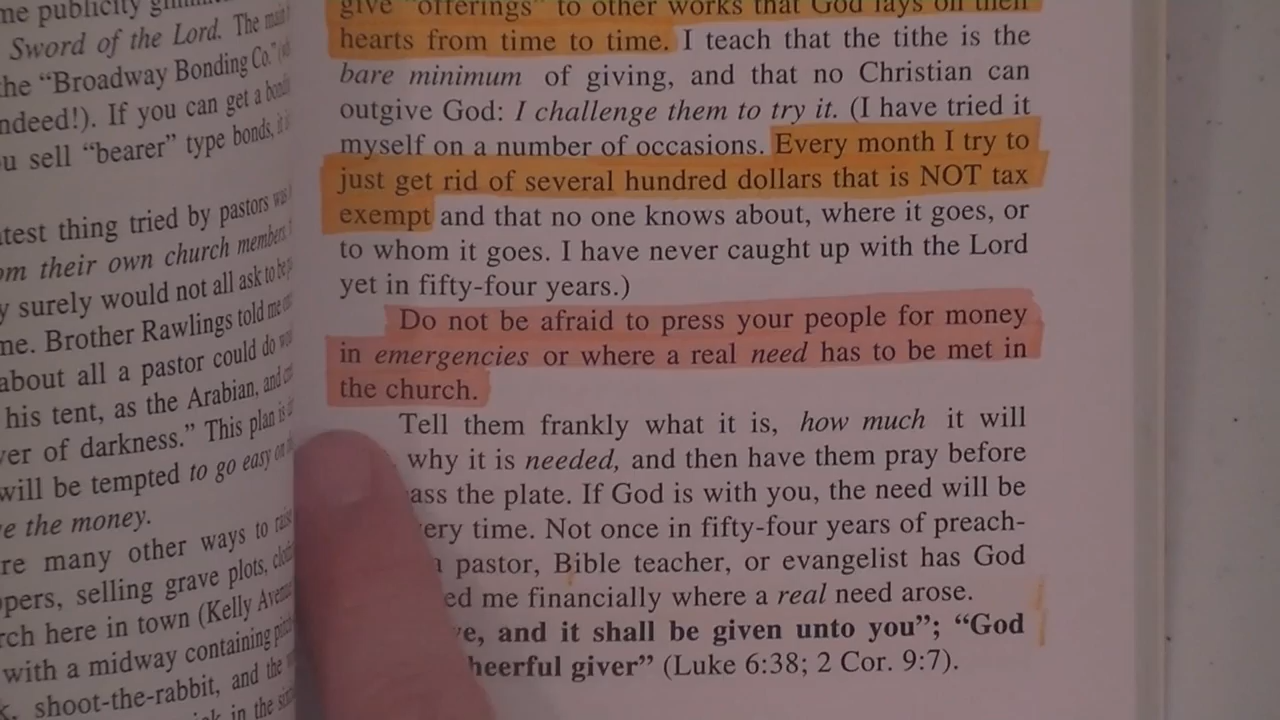 me publicity
Sword of the Lord. The main
the “Broadway Bonding Co.”
ndeed!). If you can get a bond
u sell “bearer” type bonds, it is
test thing tried by pastors was
om their own church members.
y surely would not all ask to be
me. Brother Rawlings told me
about all a pastor could do
his tent, as the Arabian, and
er of darkness.” This plan is
will be tempted to go easy on
e the money.
re many other ways to raise
ppers, selling grave plots,
rch here in town (Kelly Avenue
with a midway containing
k, shoot-the-rabbit, and the
in the
give “offerings” to other works that God lays on their
hearts from time to time. I teach that the tithe is the
bare minimum of giving, and that no Christian can
outgive God: I challenge them to try it. (I have tried it
myself on a number of occasions. Every month I try to
just get rid of several hundred dollars that is NOT tax
exempt and that no one knows about, where it goes, or
to whom it goes. I have never caught up with the Lord
yet in fifty-four years.)
Do not be afraid to press your people for money
in emergencies or where a real need has to be met in
the church.
Tell them frankly what it is, how much it will
, why it is needed, and then have them pray before
ass the plate. If God is with you, the need will be
ery time. Not once in fifty-four years of preach-
a pastor, Bible teacher, or evangelist has God
ed me financially where a real need arose.
ve, and it shall be given unto you”; “God
heerful giver” (Luke 6:38; 2 Cor. 9:7).